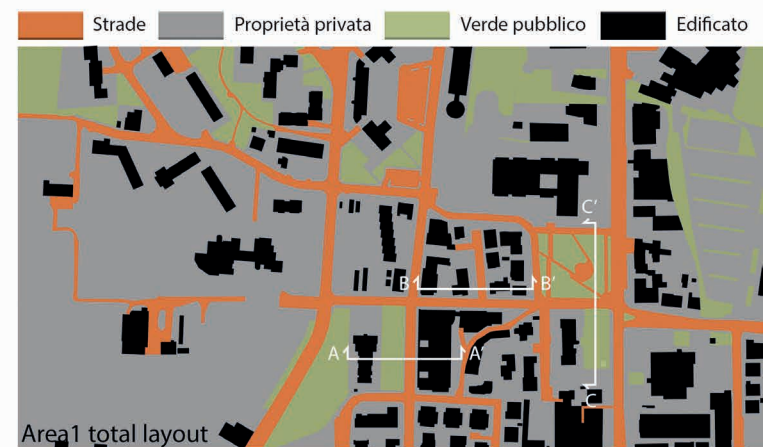 Strade Proprietà privata Verde pubblico Edificato
C'
B B'
A A'
C
Area1 total layout